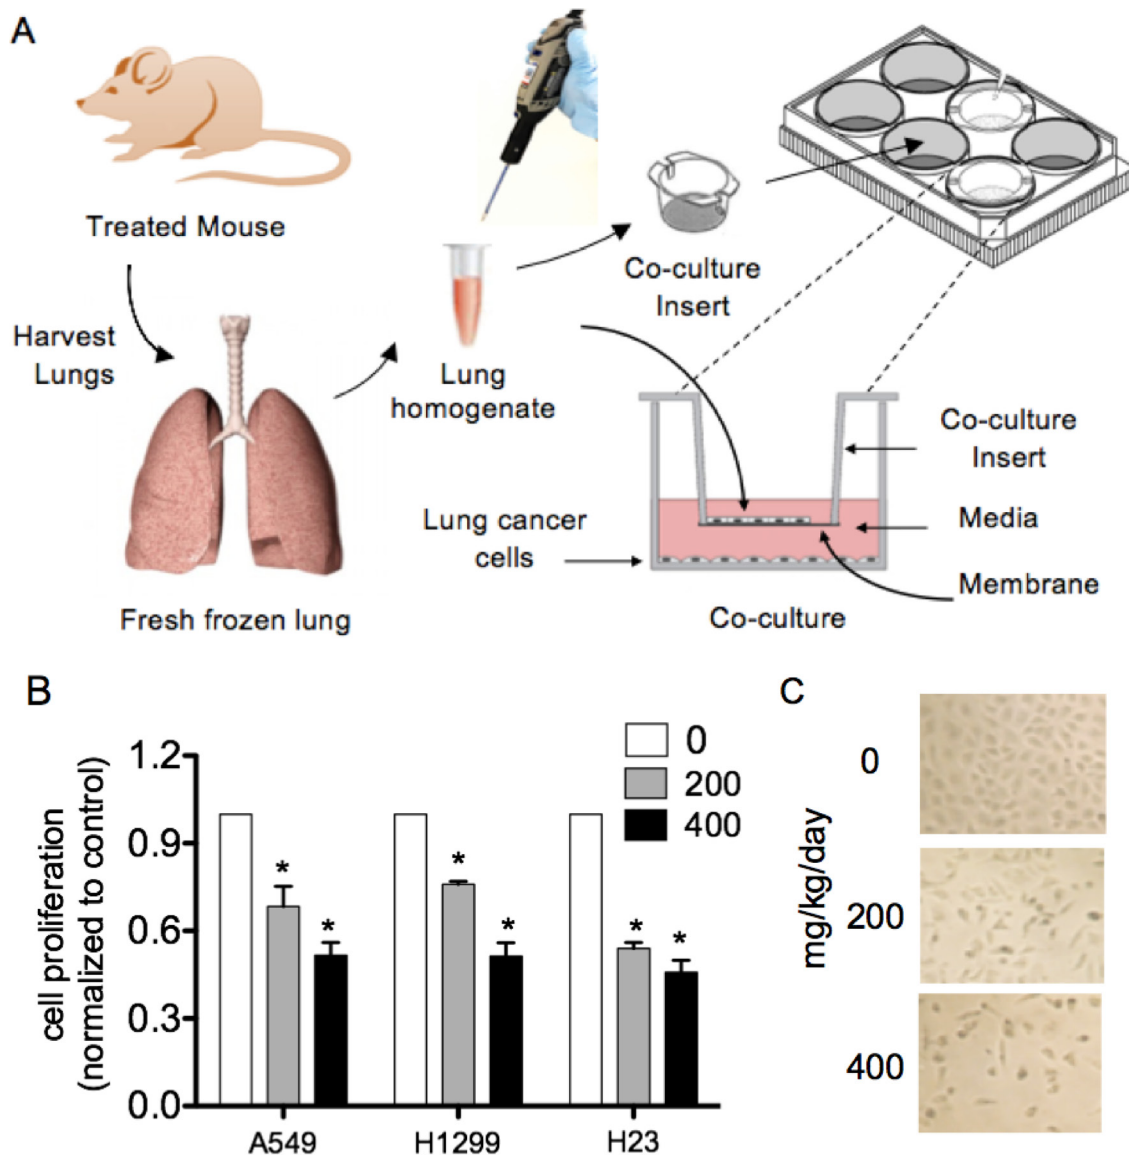 A
Treated Mouse
Harvest
Lungs
Fresh frozen lung
Lung
homogenate
Co-culture
Insert
Co-culture
Insert
Media
Membrane
Lung cancer
cells
Co-culture
B
cell proliferation
(normalized to control)
1.2
0.9
0.6
0.3
0.0
0
200
400
*
*
*
*
*
*
A549
H1299
H23
C
mg/kg/day
0
200
400